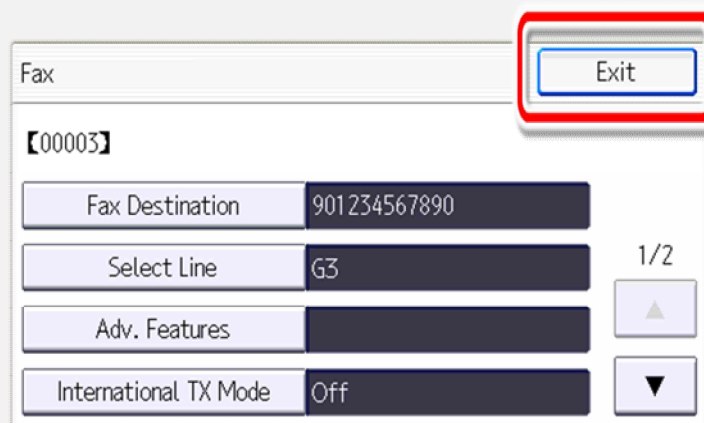 Fax Exit
【00003】
Fax Destination 901234567890
Select Line G3
1/2
Adv. Features
International TX Mode Off